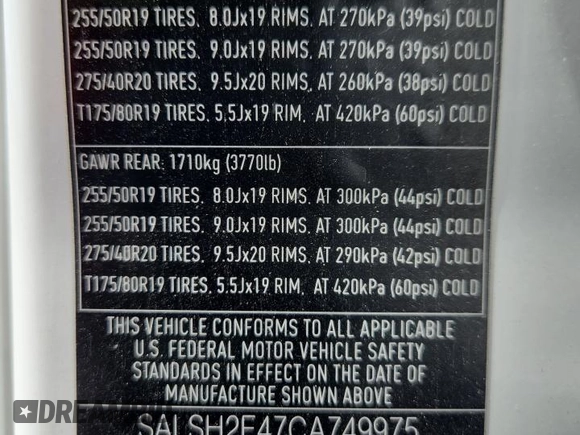 255/50R19 TIRES, 8.0Jx19 RIMS, AT 270kPa (39psi) COLD
255/50R19 TIRES, 9.0Jx19 RIMS, AT 270kPa (39psi) COLD
275/40R20 TIRES, 9.5Jx20 RIMS, AT 260kPa (38psi) COLD
T175/80R19 TIRES, 5.5Jx19 RIM, AT 420kPa (60psi) COLD
GAWR REAR: 1710kg (3770lb)
255/50R19 TIRES, 8.0Jx19 RIMS, AT 300kPa (44psi) COLD
255/50R19 TIRES, 9.0Jx19 RIMS, AT 300kPa (44psi) COLD
275/40R20 TIRES, 9.5Jx20 RIMS, AT 290kPa (42psi) COLD
T175/80R19 TIRES, 5.5Jx19 RIM, AT 420kPa (60psi) COLD
THIS VEHICLE CONFORMS TO ALL APPLICABLE
U.S. FEDERAL MOTOR VEHICLE SAFETY
STANDARDS IN EFFECT ON THE DATE OF
MANUFACTURE SHOWN ABOVE
SALSH2E47CA749975